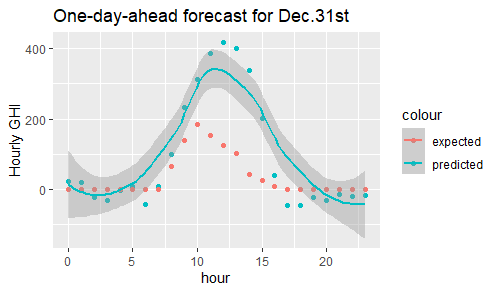 One-day-ahead forecast for Dec.31st
Hourly GHI
400
200
0
0
5
10
15
20
hour
colour
expected
predicted